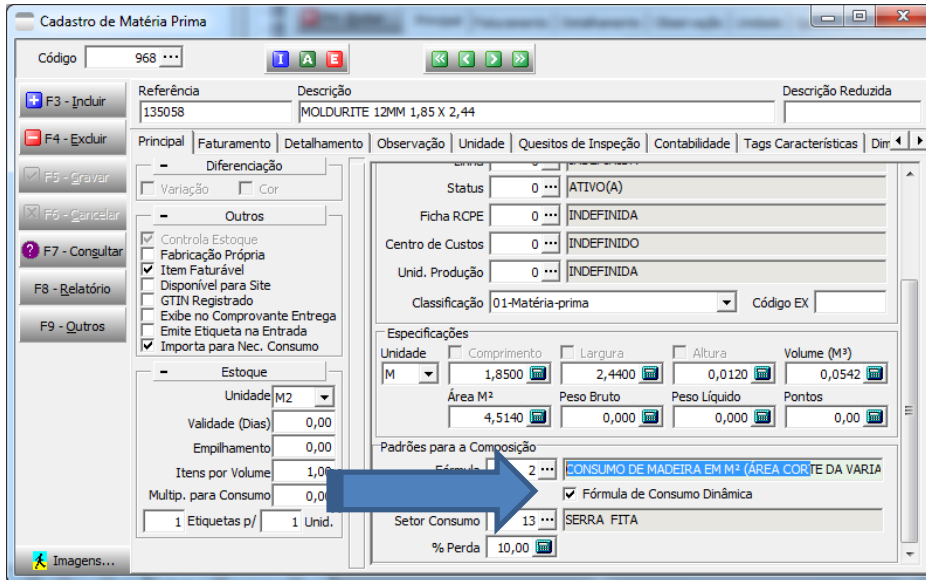 Cadastro de Matéria Prima
Código 968 ... I A E
F3 - Incluir
F4 - Excluir
F5 - Gravar
F6 - Cancelar
F7 - Consultar
F8 - Relatório
F9 - Outros
Imagens...
Referência Descrição Descrição Reduzida
135058 MOLDURITE 12MM 1,85 X 2,44
Principal Faturamento Detalhamento Observação Unidade Quesitos de Inspeção Contabilidade Tags Características Dim
Diferenciação
Variação Cor
Outros
Controla Estoque
Fabricação Própria
Item Faturável
Disponível para Site
GTIN Registrado
Exibe no Comprovante Entrega
Emite Etiqueta na Entrada
Importa para Nec. Consumo
Estoque
Unidade M2
Validade (Dias) 0,00
Empilhamento 0,00
Itens por Volume 1,00
Multip. para Consumo 0,00
1 Etiquetas p/ 1 Unid.
Status 0 ... ATIVO(A)
Ficha RCPE 0 ... INDEFINIDA
Centro de Custos 0 ... INDEFINIDO
Unid. Produção 0 ... INDEFINIDA
Classificação 01-Matéria-prima Código EX
Especificações
Unidade Comprimento Largura Altura Volume (M³)
M 1,8500 2,4400 0,0120 0,0542
Área M² Peso Bruto Peso Líquido Pontos
4,5140 0,000 0,000 0,00
Padrões para a Composição
Fórmula 2 ... CONSUMO DE MADEIRA EM M² (ÁREA CORTE DA VARIA
Fórmula de Consumo Dinâmica
Setor Consumo 13 ... SERRA FITA
% Perda 10,00